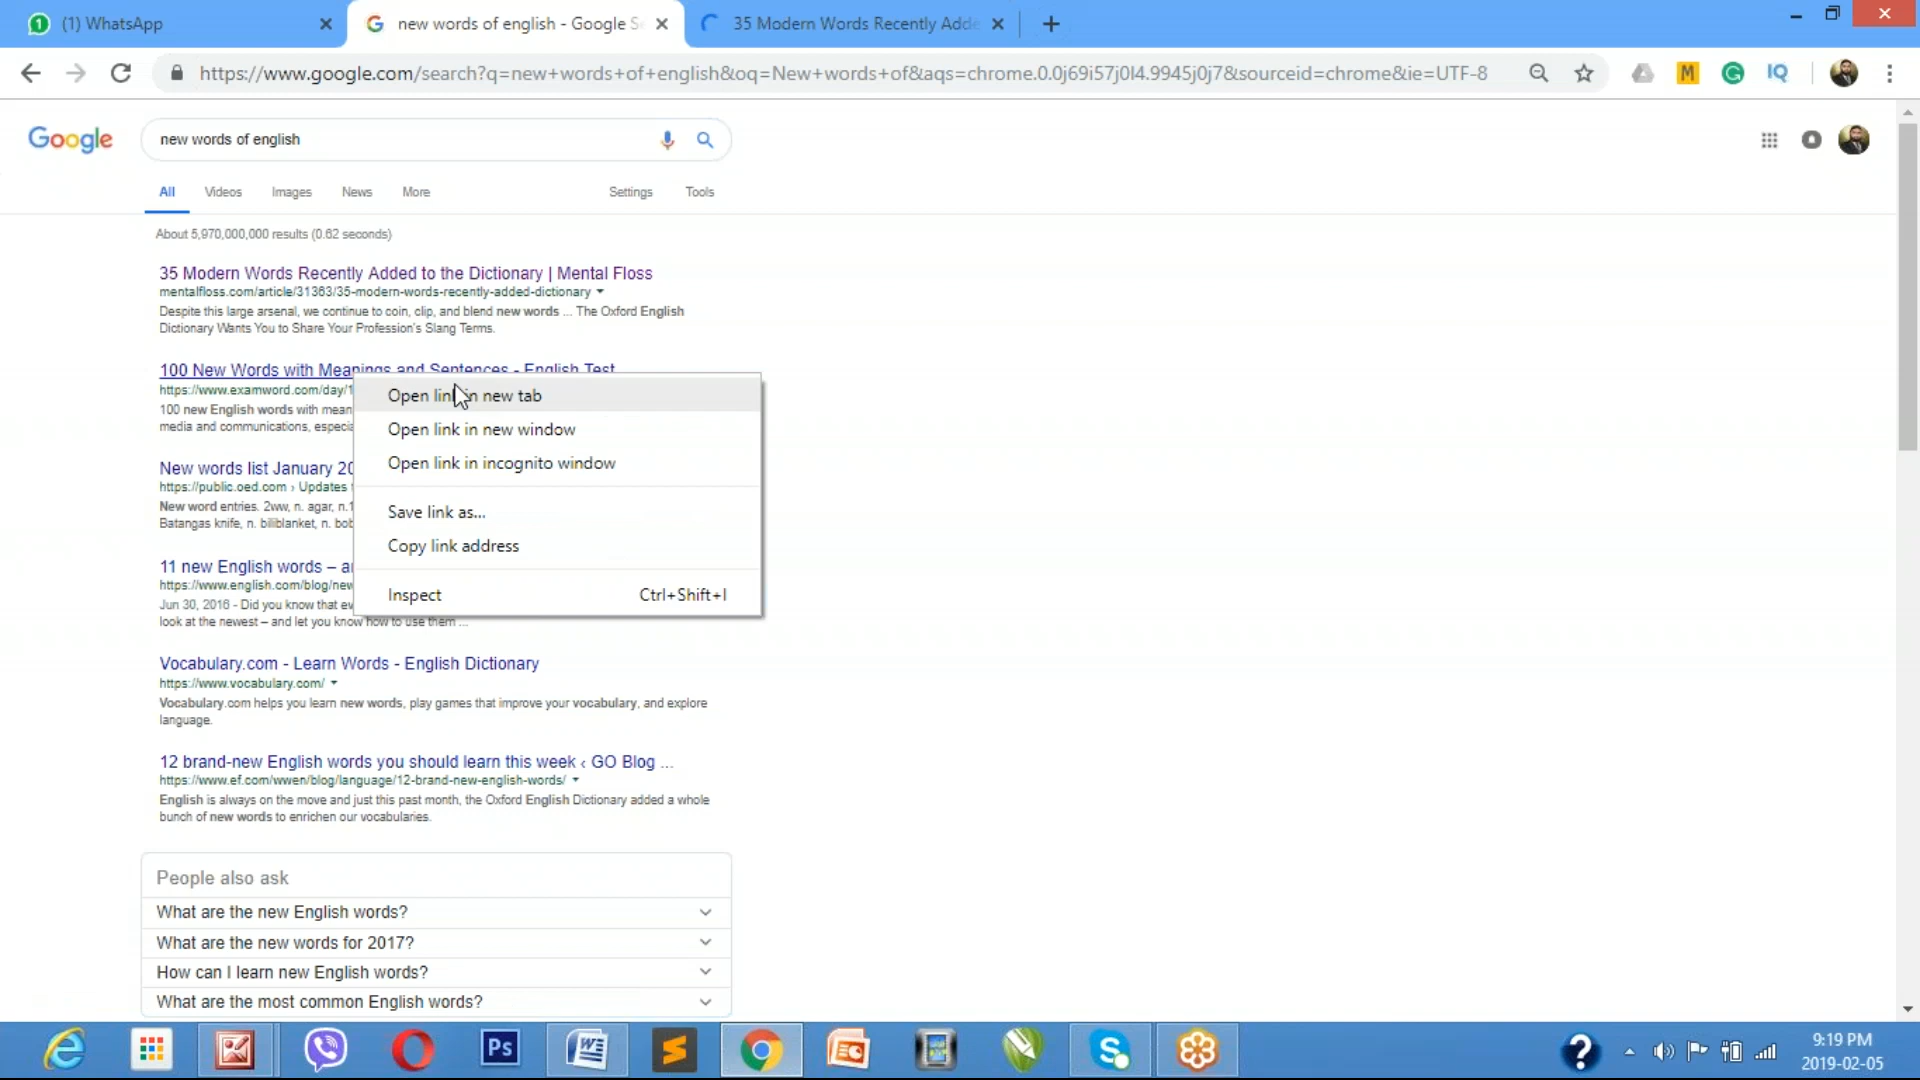 (1) WhatsApp
new words of english - Google S
35 Modern Words Recently Adde
https://www.google.com/search?q=new+words+of+english&oq=New+words+of&aqs=chrome.0.0j69i57j0l4.9945j0j7&sourceid=chrome&ie=UTF-8
M
G
IQ
Google
new words of english
All
Videos
Images
News
More
Settings
Tools
About 5,970,000,000 results (0.62 seconds)
35 Modern Words Recently Added to the Dictionary | Mental Floss
mentalfloss.com/article/31363/35-modern-words-recently-added-dictionary
Despite this large arsenal, we continue to coin, clip, and blend new words ... The Oxford English
Dictionary Wants You to Share Your Profession's Slang Terms.
100 New Words with Meanings and Sentences - English Test
https://www.examword.com/day/1
100 new English words with mean
media and communications, especia
New words list January 20
https://public.oed.com › Updates
New word entries. 2ww, n. agar, n.1
Batangas knife, n. biliblanket, n. bob
11 new English words – a
https://www.english.com/blog/new
Jun 30, 2016 - Did you know that ev
look at the newest – and let you know how to use them ...
Open link in new tab
Open link in new window
Open link in incognito window
Save link as...
Copy link address
Inspect
Ctrl+Shift+I
Vocabulary.com - Learn Words - English Dictionary
https://www.vocabulary.com/
Vocabulary.com helps you learn new words, play games that improve your vocabulary, and explore
language.
12 brand-new English words you should learn this week ‹ GO Blog ...
https://www.ef.com/wwen/blog/language/12-brand-new-english-words/
English is always on the move and just this past month, the Oxford English Dictionary added a whole
bunch of new words to enrich our vocabularies.
People also ask
What are the new English words?
What are the new words for 2017?
How can I learn new English words?
What are the most common English words?
Ps
9:19 PM
2019-02-05